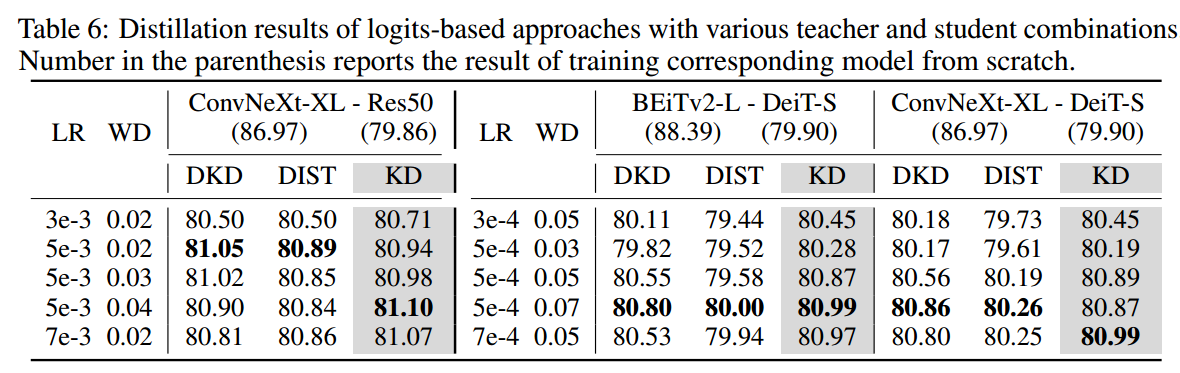 Table 6: Distillation results of logits-based approaches with various teacher and student combinations
Number in the parenthesis reports the result of training corresponding model from scratch.
LR WD ConvNeXt-XL - Res50 LR WD BEiTv2-L - DeiT-S ConvNeXt-XL - DeiT-S
(86.97) (79.86) (88.39) (79.90) (86.97) (79.90)
DKD DIST KD DKD DIST KD DKD DIST KD
3e-3 0.02 80.50 80.50 80.71 3e-4 0.05 80.11 79.44 80.45 80.18 79.73 80.45
5e-3 0.02 81.05 80.89 80.94 5e-4 0.03 79.82 79.52 80.28 80.17 79.61 80.19
5e-3 0.03 81.02 80.85 80.98 5e-4 0.05 80.55 79.58 80.87 80.56 80.19 80.89
5e-3 0.04 80.90 80.84 81.10 5e-4 0.07 80.80 80.00 80.99 80.86 80.26 80.87
7e-3 0.02 80.81 80.86 81.07 7e-4 0.05 80.53 79.94 80.97 80.80 80.25 80.99